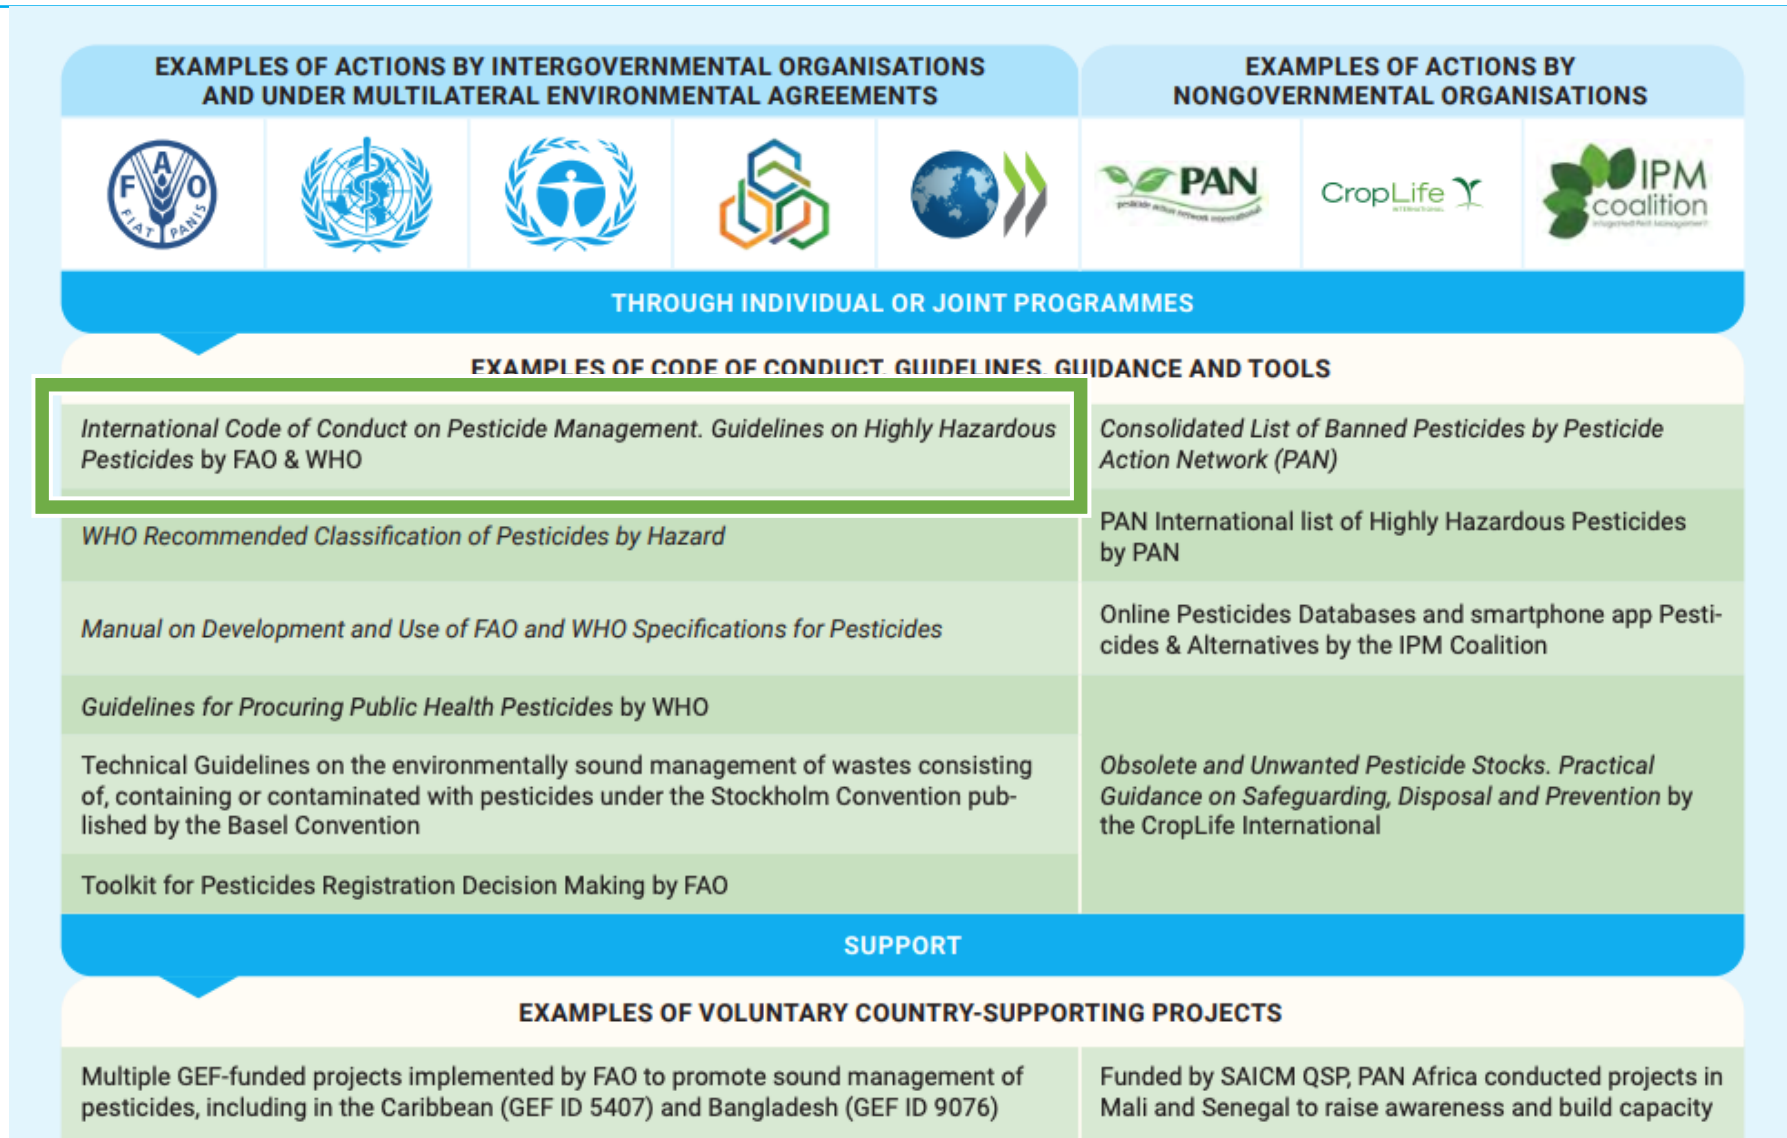 EXAMPLES OF ACTIONS BY INTERGOVERNMENTAL ORGANISATIONS
AND UNDER MULTILATERAL ENVIRONMENTAL AGREEMENTS
EXAMPLES OF ACTIONS BY
NONGOVERNMENTAL ORGANISATIONS
F A O
FIAT PANIS
PAN
pesticide action network international
CropLife
INTERNATIONAL
IPM
coalition
Integrated Pest Management
THROUGH INDIVIDUAL OR JOINT PROGRAMMES
EXAMPLES OF CODE OF CONDUCT, GUIDELINES, GUIDANCE AND TOOLS
International Code of Conduct on Pesticide Management. Guidelines on Highly Hazardous
Pesticides by FAO & WHO
Consolidated List of Banned Pesticides by Pesticide
Action Network (PAN)
WHO Recommended Classification of Pesticides by Hazard
PAN International list of Highly Hazardous Pesticides
by PAN
Manual on Development and Use of FAO and WHO Specifications for Pesticides
Online Pesticides Databases and smartphone app Pesti-
cides & Alternatives by the IPM Coalition
Guidelines for Procuring Public Health Pesticides by WHO
Technical Guidelines on the environmentally sound management of wastes consisting
of, containing or contaminated with pesticides under the Stockholm Convention pub-
lished by the Basel Convention
Obsolete and Unwanted Pesticide Stocks. Practical
Guidance on Safeguarding, Disposal and Prevention by
the CropLife International
Toolkit for Pesticides Registration Decision Making by FAO
SUPPORT
EXAMPLES OF VOLUNTARY COUNTRY-SUPPORTING PROJECTS
Multiple GEF-funded projects implemented by FAO to promote sound management of
pesticides, including in the Caribbean (GEF ID 5407) and Bangladesh (GEF ID 9076)
Funded by SAICM QSP, PAN Africa conducted projects in
Mali and Senegal to raise awareness and build capacity